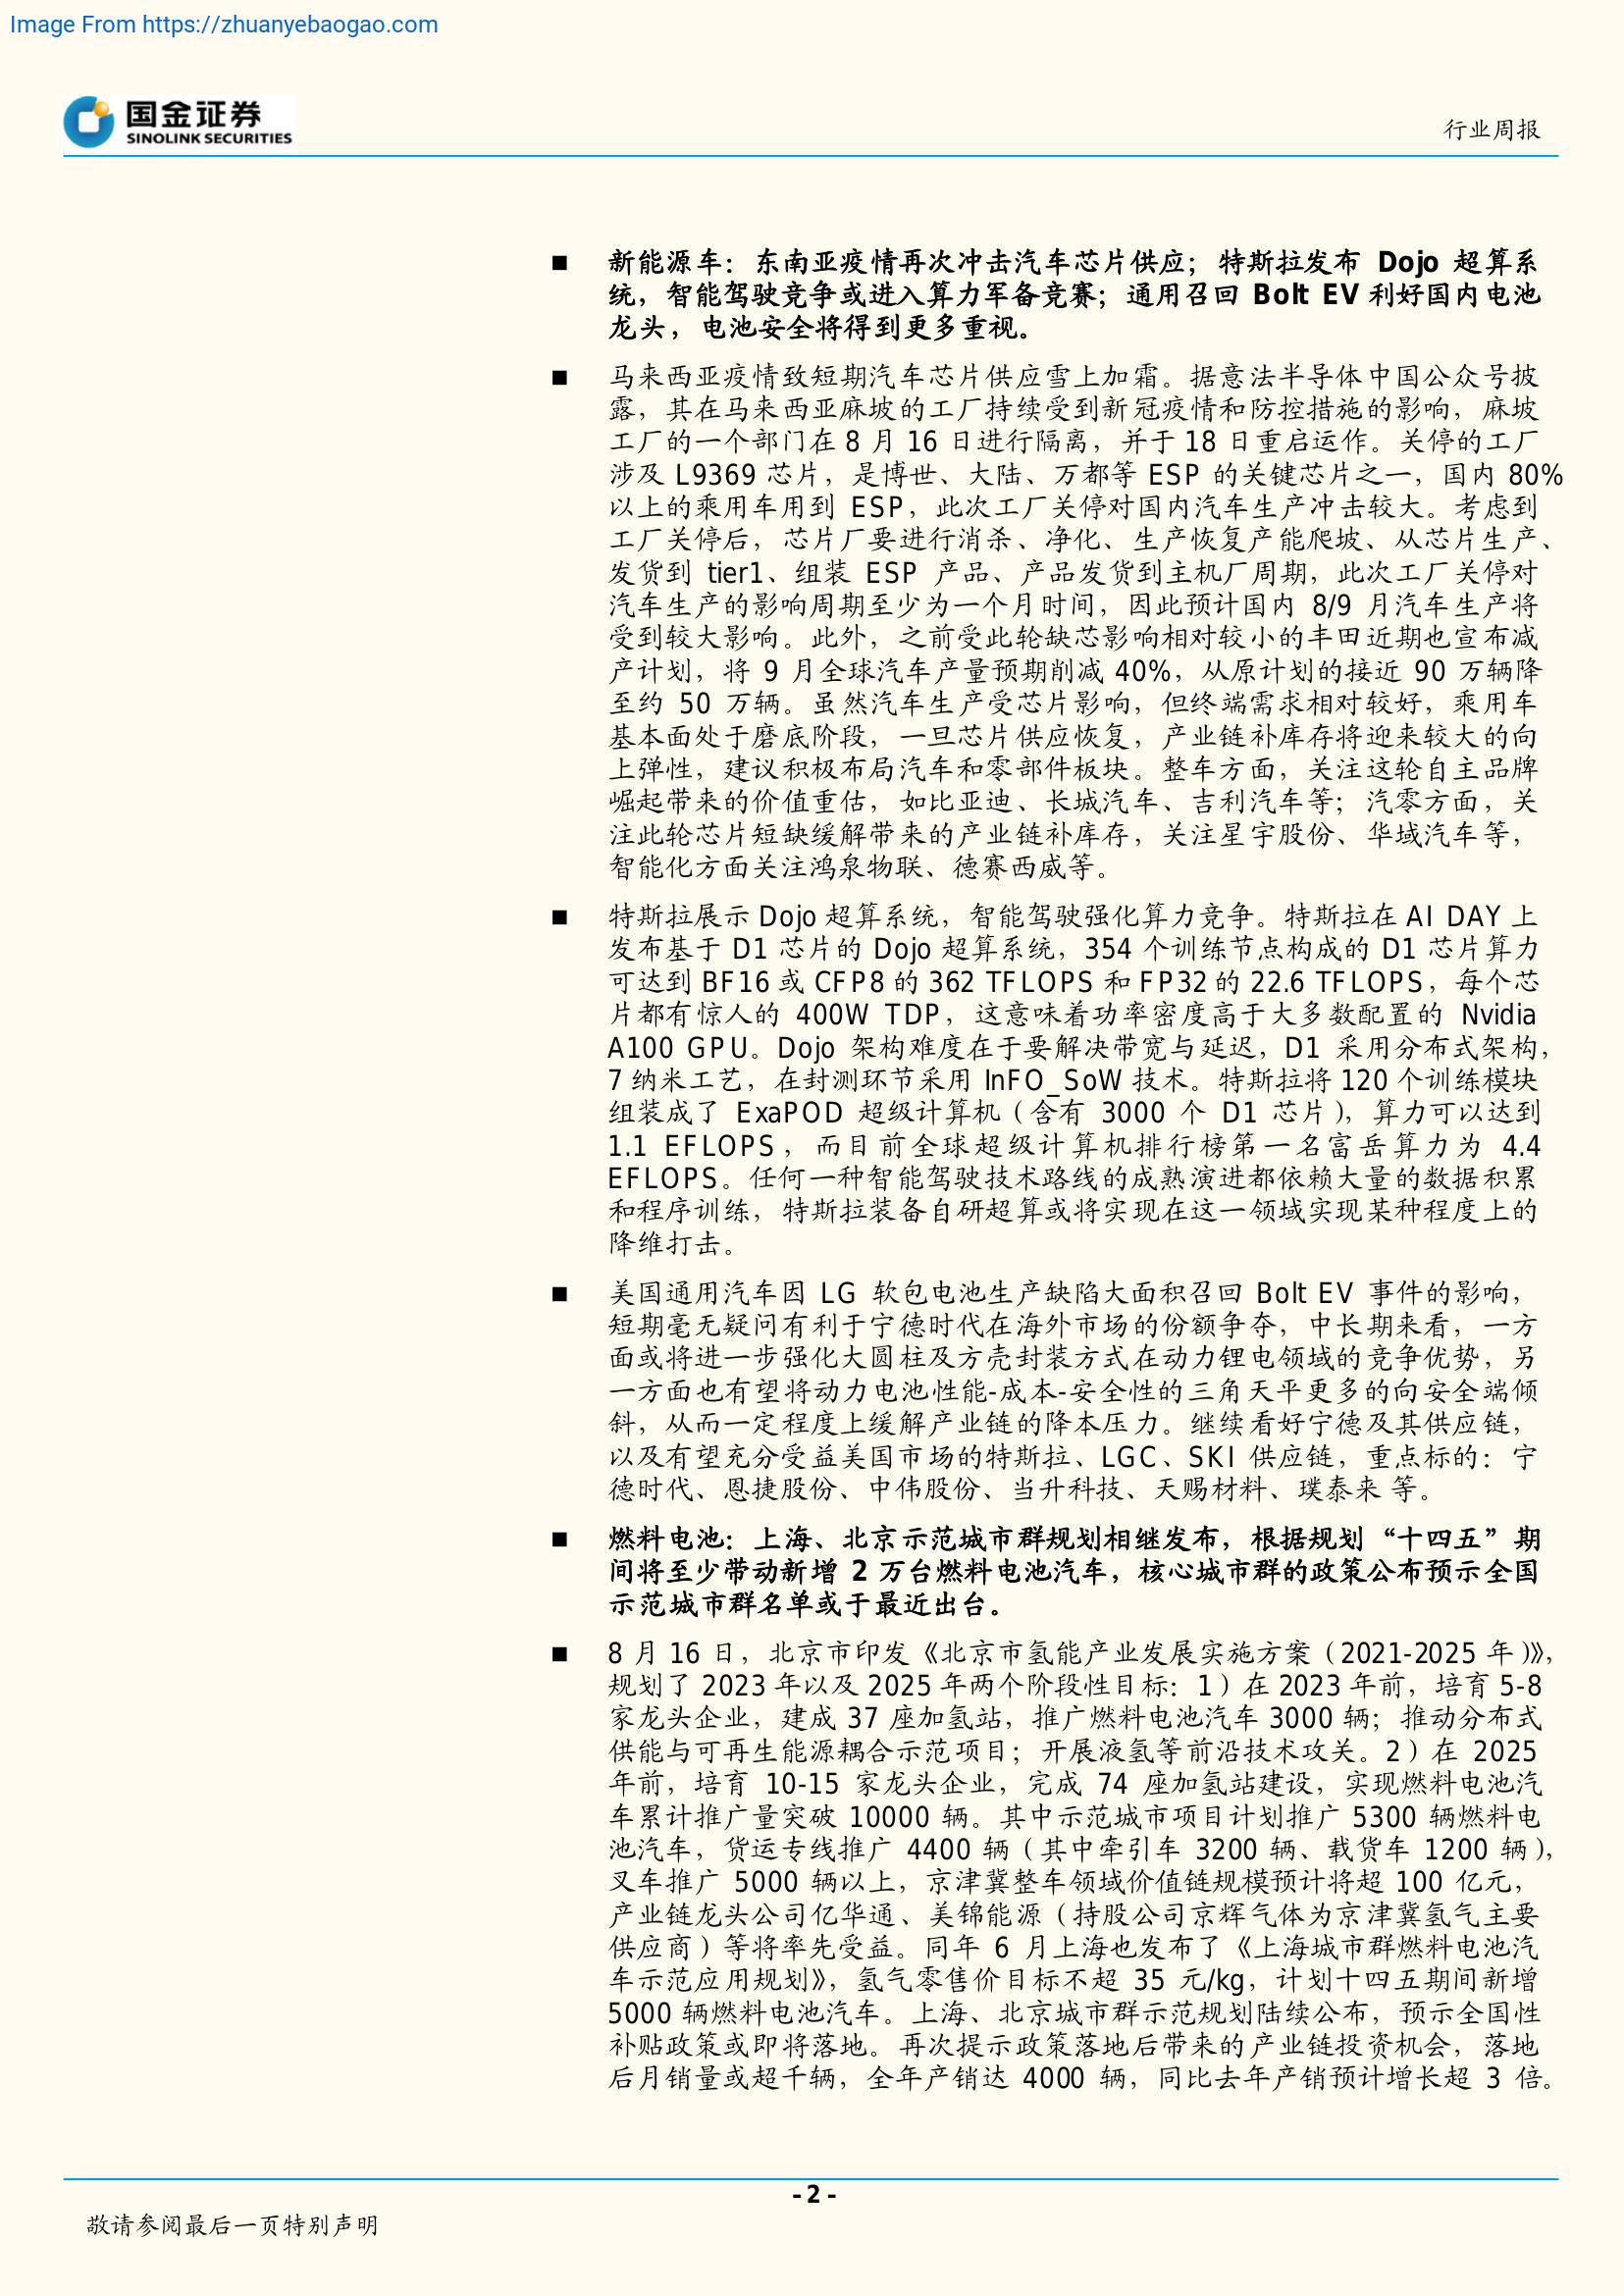 Image From https://zhuanyebaogao.com
国金证券
SINOLINK SECURITIES
行业周报
■ 新能源车：东南亚疫情再次冲击汽车芯片供应；特斯拉发布 Dojo 超算系
统，智能驾驶竞争或进入算力军备竞赛；通用召回 Bolt EV 利好国内电池
龙头，电池安全将得到更多重视。
■ 马来西亚疫情致短期汽车芯片供应雪上加霜。据意法半导体中国公众号披
露，其在马来西亚麻坡的工厂持续受到新冠疫情和防控措施的影响，麻坡
工厂的一个部门在 8 月 16 日进行隔离，并于 18 日重启运作。关停的工厂
涉及 L9369 芯片，是博世、大陆、万都等 ESP 的关键芯片之一，国内 80%
以上的乘用车用到 ESP，此次工厂关停对国内汽车生产冲击较大。考虑到
工厂关停后，芯片厂要进行消杀、净化、生产恢复产能爬坡、从芯片生产、
发货到 tier1、组装 ESP 产品、产品发货到主机厂周期，此次工厂关停对
汽车生产的影响周期至少为一个月时间，因此预计国内 8/9 月汽车生产将
受到较大影响。此外，之前受此轮缺芯影响相对较小的丰田近期也宣布减
产计划，将 9 月全球汽车产量预期削减 40%，从原计划的接近 90 万辆降
至约 50 万辆。虽然汽车生产受芯片影响，但终端需求相对较好，乘用车
基本面处于磨底阶段，一旦芯片供应恢复，产业链补库存将迎来较大的向
上弹性，建议积极布局汽车和零部件板块。整车方面，关注这轮自主品牌
崛起带来的价值重估，如比亚迪、长城汽车、吉利汽车等；汽零方面，关
注此轮芯片短缺缓解带来的产业链补库存，关注星宇股份、华域汽车等，
智能化方面关注鸿泉物联、德赛西威等。
■ 特斯拉展示 Dojo 超算系统，智能驾驶强化算力竞争。特斯拉在 AI DAY 上
发布基于 D1 芯片的 Dojo 超算系统，354 个训练节点构成的 D1 芯片算力
可达到 BF16 或 CFP8 的 362 TFLOPS 和 FP32 的 22.6 TFLOPS，每个芯
片都有惊人的 400W TDP，这意味着功率密度高于大多数配置的 Nvidia
A100 GPU。Dojo 架构难度在于要解决带宽与延迟，D1 采用分布式架构，
7 纳米工艺，在封测环节采用 InFO_SoW 技术。特斯拉将 120 个训练模块
组装成了 ExaPOD 超级计算机（含有 3000 个 D1 芯片），算力可以达到
1.1 EFLOPS，而目前全球超级计算机排行榜第一名富岳算力为 4.4
EFLOPS。任何一种智能驾驶技术路线的成熟演进都依赖大量的数据积累
和程序训练，特斯拉装备自研超算或将实现在这一领域实现某种程度上的
降维打击。
■ 美国通用汽车因 LG 软包电池生产缺陷大面积召回 Bolt EV 事件的影响，
短期毫无疑问有利于宁德时代在海外市场的份额争夺，中长期来看，一方
面或将进一步强化大圆柱及方壳封装方式在动力锂电领域的竞争优势，另
一方面也有望将动力电池性能-成本-安全性的三角天平更多的向安全端倾
斜，从而一定程度上缓解产业链的降本压力。继续看好宁德及其供应链，
以及有望充分受益美国市场的特斯拉、LGC、SKI 供应链，重点标的：宁
德时代、恩捷股份、中伟股份、当升科技、天赐材料、璞泰来 等。
■ 燃料电池：上海、北京示范城市群规划相继发布，根据规划“十四五”期
间将至少带动新增 2 万台燃料电池汽车，核心城市群的政策公布预示全国
示范城市群名单或于最近出台。
■ 8 月 16 日，北京市印发《北京市氢能产业发展实施方案（2021-2025 年）》，
规划了 2023 年以及 2025 年两个阶段性目标：1）在 2023 年前，培育 5-8
家龙头企业，建成 37 座加氢站，推广燃料电池汽车 3000 辆；推动分布式
供能与可再生能源耦合示范项目；开展液氢等前沿技术攻关。2）在 2025
年前，培育 10-15 家龙头企业，完成 74 座加氢站建设，实现燃料电池汽
车累计推广量突破 10000 辆。其中示范城市项目计划推广 5300 辆燃料电
池汽车，货运专线推广 4400 辆（其中牵引车 3200 辆、载货车 1200 辆），
叉车推广 5000 辆以上，京津冀整车领域价值链规模预计将超 100 亿元，
产业链龙头公司亿华通、美锦能源（持股公司京辉气体为京津冀氢气主要
供应商）等将率先受益。同年 6 月上海也发布了《上海城市群燃料电池汽
车示范应用规划》，氢气零售价目标不超 35 元/kg，计划十四五期间新增
5000 辆燃料电池汽车。上海、北京城市群示范规划陆续公布，预示全国性
补贴政策或即将落地。再次提示政策落地后带来的产业链投资机会，落地
后月销量或超千辆，全年产销达 4000 辆，同比去年产销预计增长超 3 倍。
- 2 -
敬请参阅最后一页特别声明